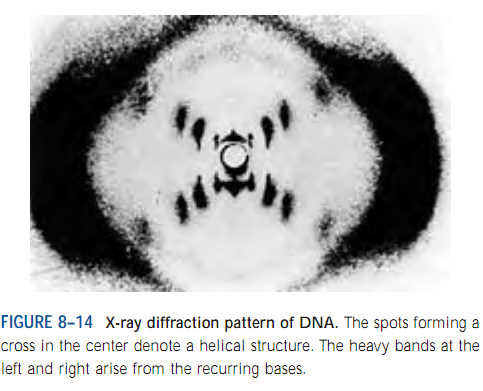 FIGURE 8–14 X-ray diffraction pattern of DNA. The spots forming a
cross in the center denote a helical structure. The heavy bands at the
left and right arise from the recurring bases.